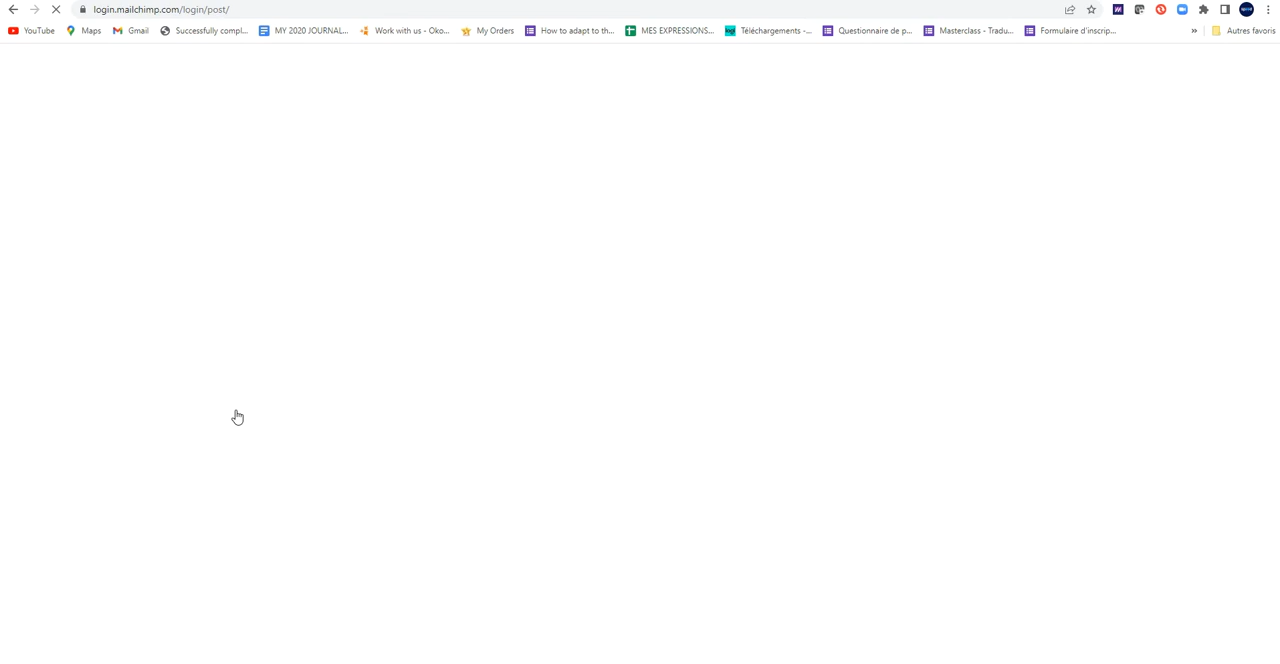 login.mailchimp.com/login/post/
YouTube Maps Gmail Successfully compl... MY 2020 JOURNAL... Work with us - Oko... My Orders How to adapt to th... MES EXPRESSIONS... Téléchargements -... Questionnaire de p... Masterclass - Tradu... Formulaire d'inscrip... » Autres favoris